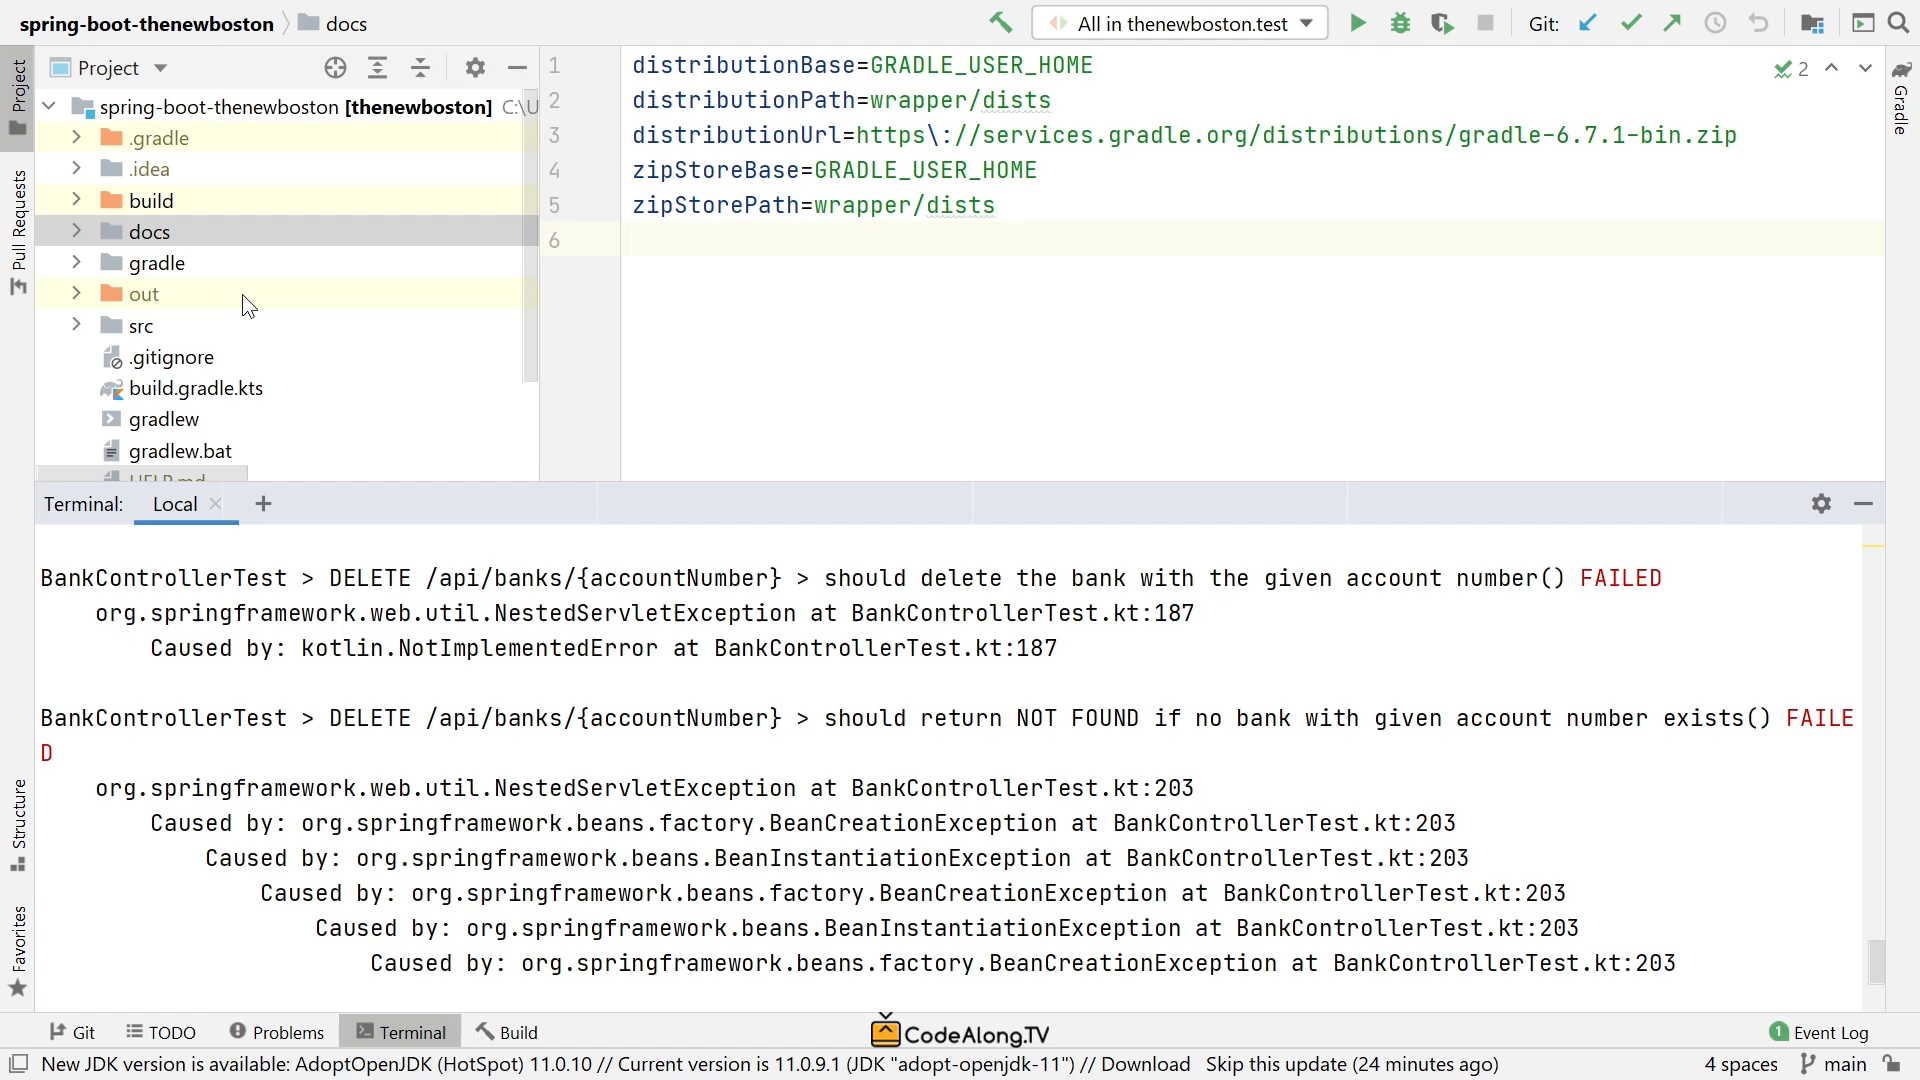 spring-boot-thenewboston docs
All in thenewboston.test
Git:
Project
Project
Pull Requests
Structure
Favorites
spring-boot-thenewboston [thenewboston] C:\U
.gradle
.idea
build
docs
gradle
out
src
.gitignore
build.gradle.kts
gradlew
gradlew.bat
HELP.md
1 distributionBase=GRADLE_USER_HOME
2 distributionPath=wrapper/dists
3 distributionUrl=https\://services.gradle.org/distributions/gradle-6.7.1-bin.zip
4 zipStoreBase=GRADLE_USER_HOME
5 zipStorePath=wrapper/dists
6
2
Gradle
Terminal: Local
BankControllerTest > DELETE /api/banks/{accountNumber} > should delete the bank with the given account number() FAILED
org.springframework.web.util.NestedServletException at BankControllerTest.kt:187
Caused by: kotlin.NotImplementedError at BankControllerTest.kt:187
BankControllerTest > DELETE /api/banks/{accountNumber} > should return NOT FOUND if no bank with given account number exists() FAILE
D
org.springframework.web.util.NestedServletException at BankControllerTest.kt:203
Caused by: org.springframework.beans.factory.BeanCreationException at BankControllerTest.kt:203
Caused by: org.springframework.beans.BeanInstantiationException at BankControllerTest.kt:203
Caused by: org.springframework.beans.factory.BeanCreationException at BankControllerTest.kt:203
Caused by: org.springframework.beans.BeanInstantiationException at BankControllerTest.kt:203
Caused by: org.springframework.beans.factory.BeanCreationException at BankControllerTest.kt:203
Git TODO Problems Terminal Build
CodeAlong.TV
1 Event Log
New JDK version is available: AdoptOpenJDK (HotSpot) 11.0.10 // Current version is 11.0.9.1 (JDK "adopt-openjdk-11") // Download Skip this update (24 minutes ago)
4 spaces main